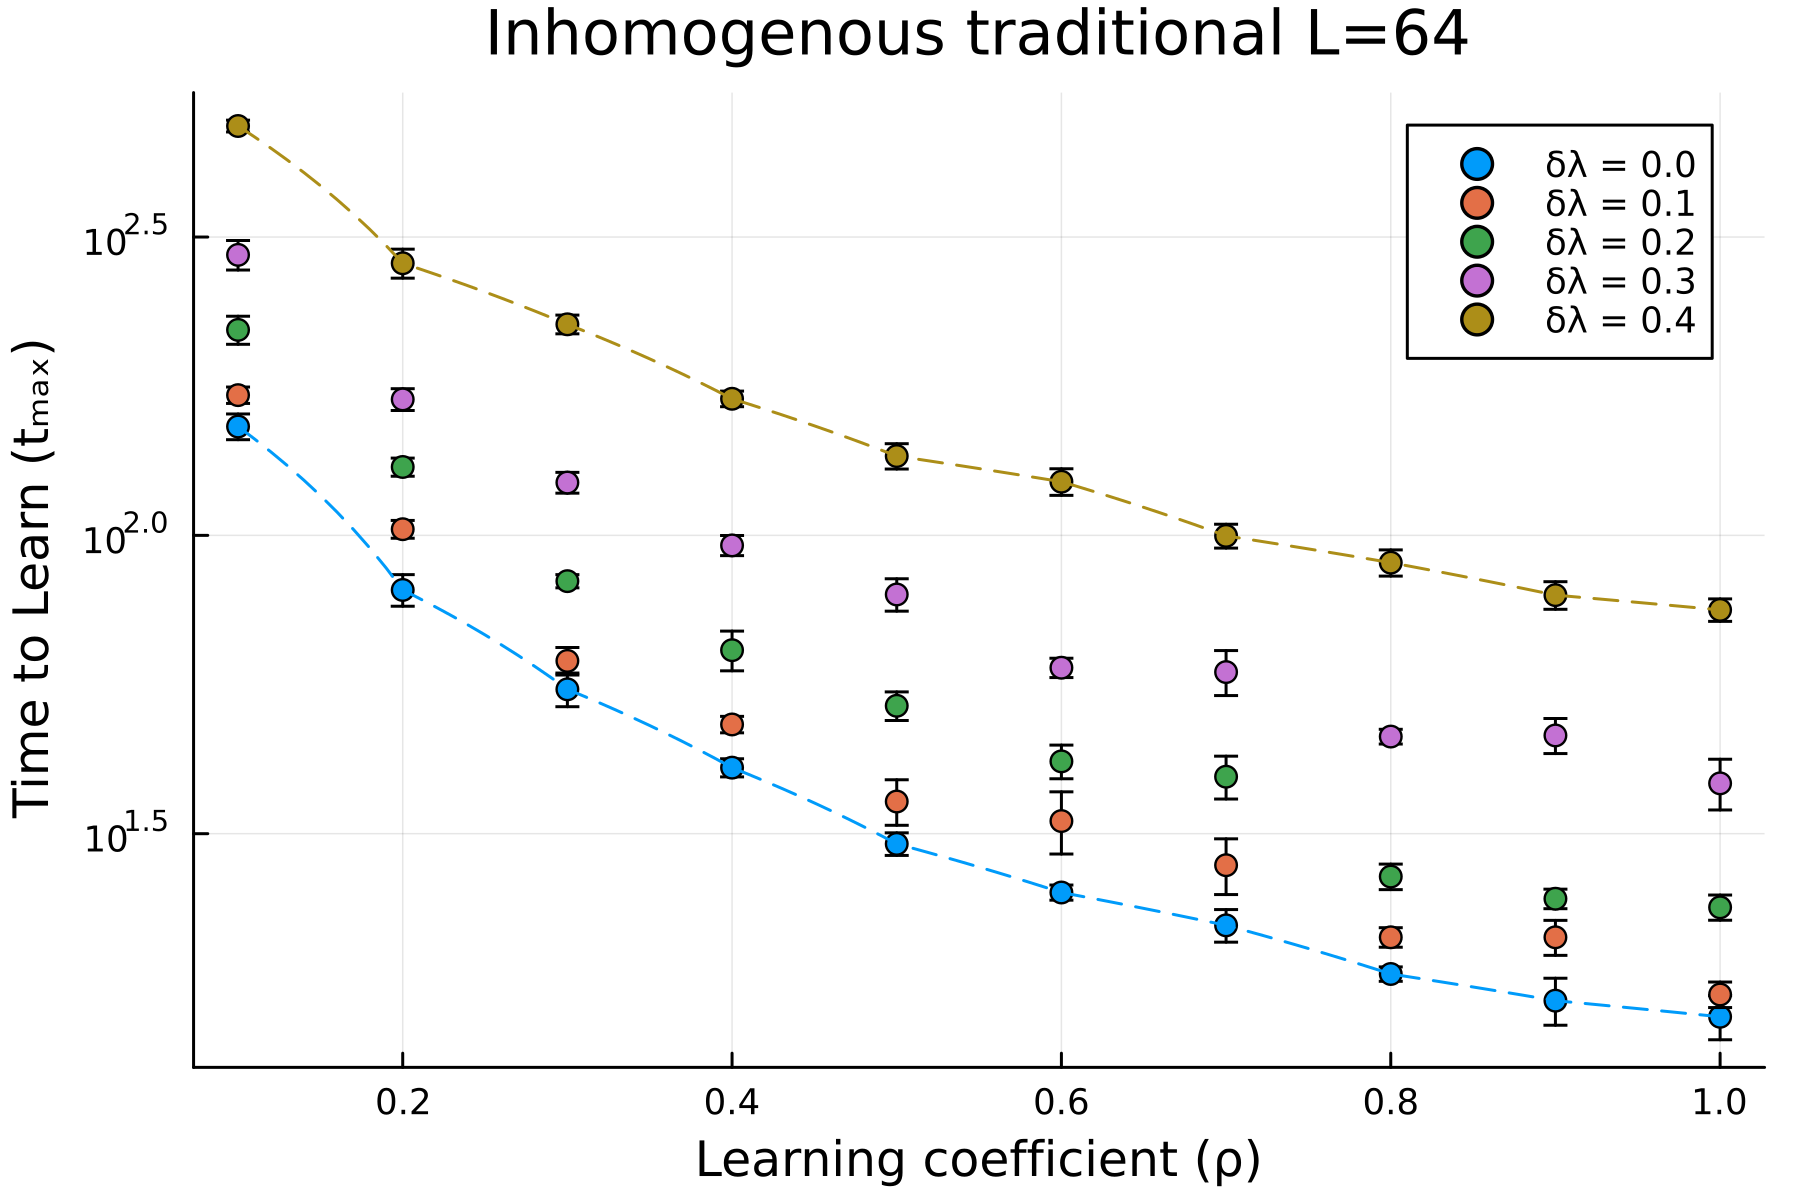 Inhomogenous traditional L=64
δλ = 0.0
δλ = 0.1
δλ = 0.2
δλ = 0.3
δλ = 0.4
Time to Learn (tₘₐₓ)
10^2.5
10^2.0
10^1.5
0.2 0.4 0.6 0.8 1.0
Learning coefficient (ρ)